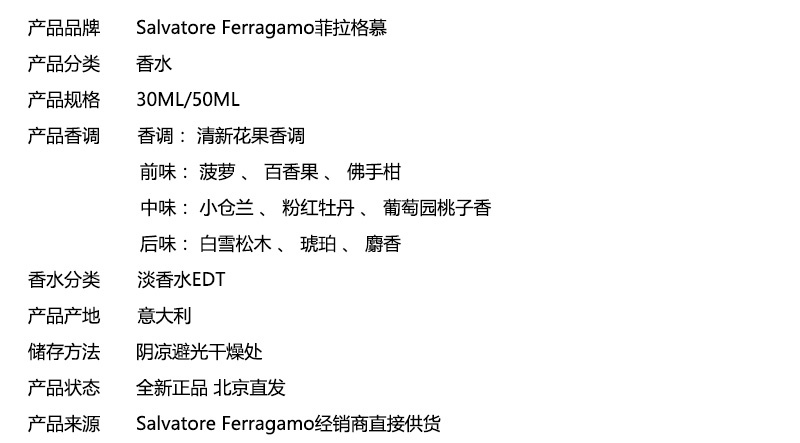 产品品牌 Salvatore Ferragamo菲拉格慕
产品分类 香水
产品规格 30ML/50ML
产品香调 香调： 清新花果香调
前味： 菠萝 、 百香果 、 佛手柑
中味： 小仓兰 、 粉红牡丹 、 葡萄园桃子香
后味： 白雪松木 、 琥珀 、 麝香
香水分类 淡香水EDT
产品产地 意大利
储存方法 阴凉避光干燥处
产品状态 全新正品 北京直发
产品来源 Salvatore Ferragamo经销商直接供货